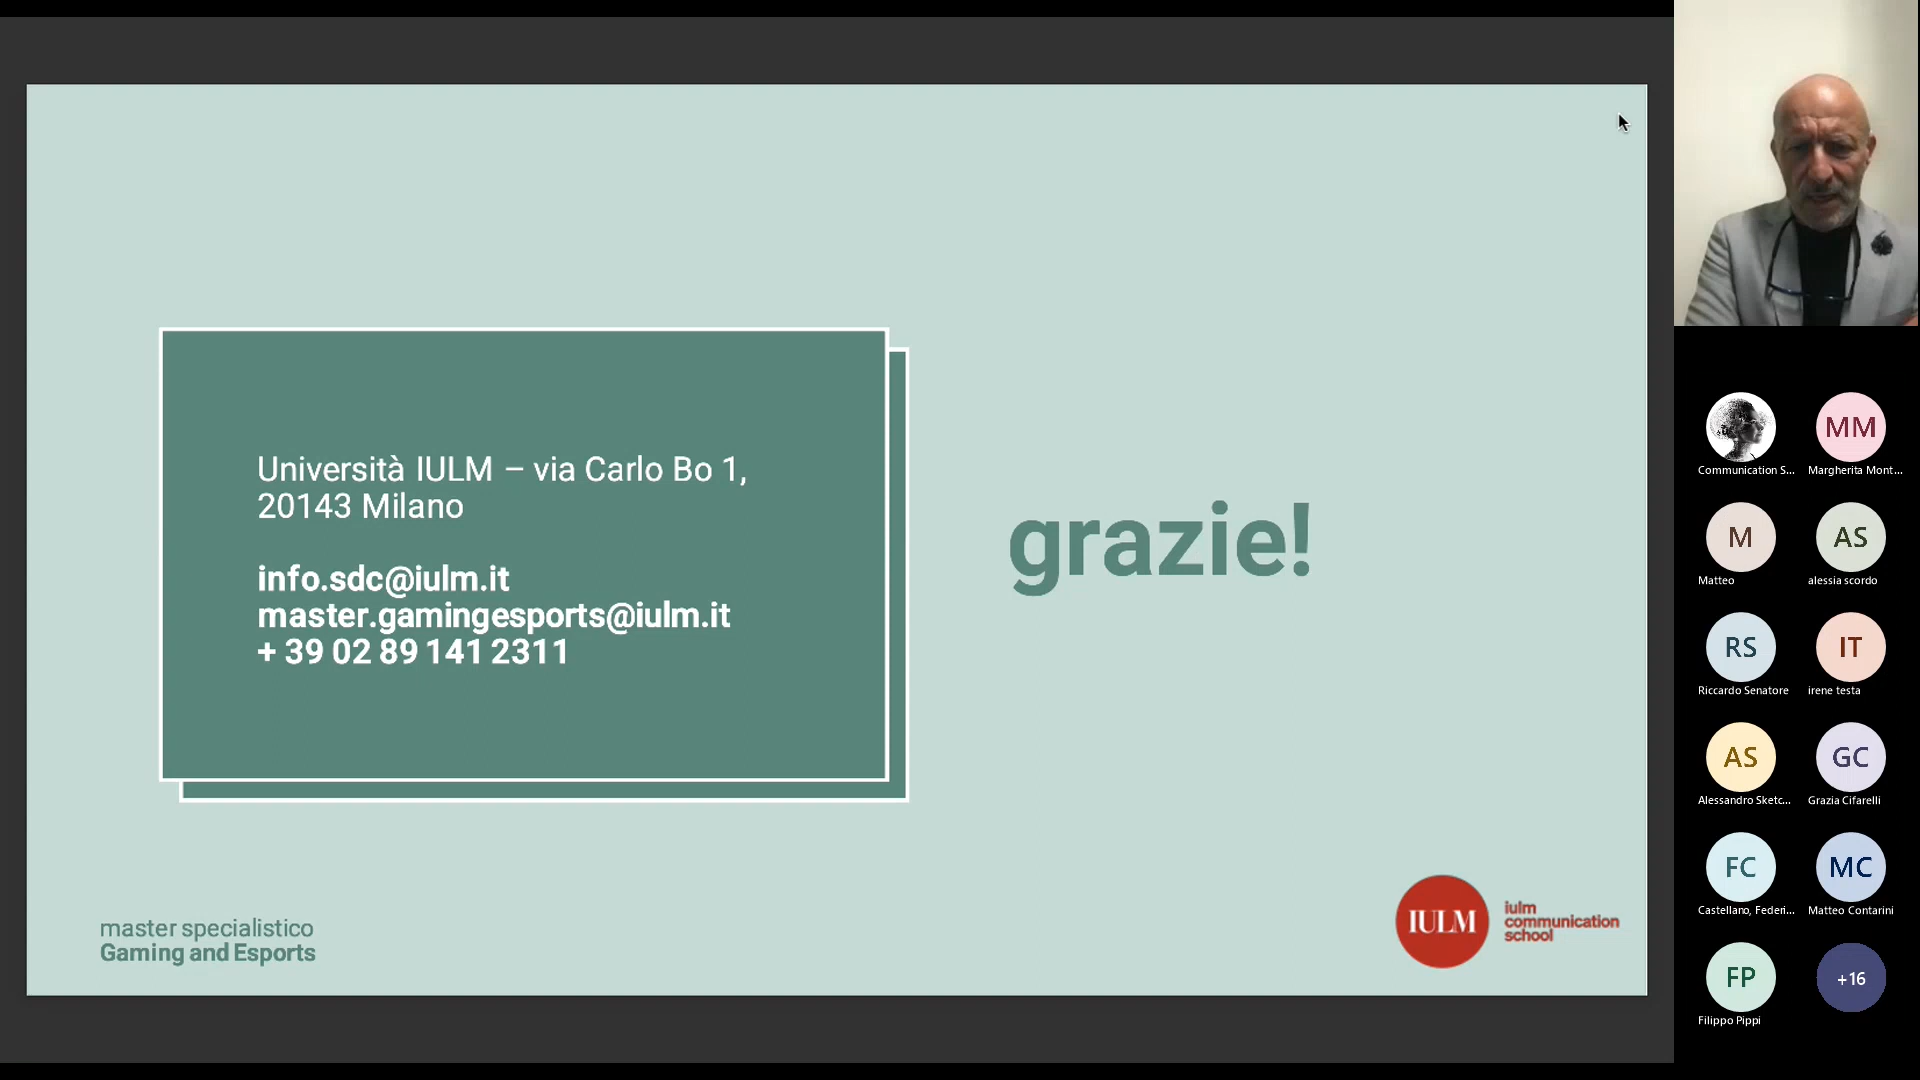 Università IULM – via Carlo Bo 1,
20143 Milano
info.sdc@iulm.it
master.gamingesports@iulm.it
+ 39 02 89 141 2311
grazie!
master specialistico
Gaming and Esports
IULM
iulm
communication
school
Communication S...
MM
Margherita Mont...
M
Matteo
AS
alessia scordo
RS
Riccardo Senatore
IT
irene testa
AS
Alessandro Sketc...
GC
Grazia Cifarelli
FC
Castellano, Federi...
MC
Matteo Contarini
FP
Filippo Pippi
+16